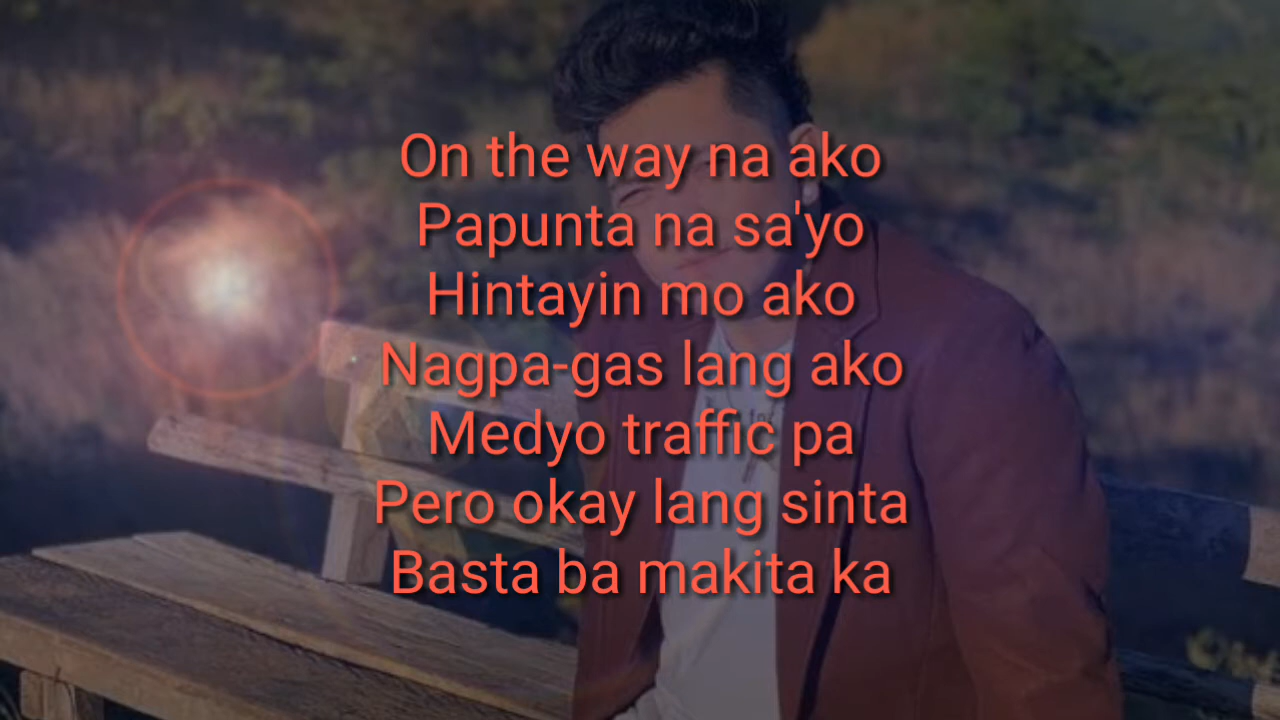 On the way na ako
Papunta na sa'yo
Hintayin mo ako
Nagpa-gas lang ako
Medyo traffic pa
Pero okay lang sinta
Basta ba makita ka